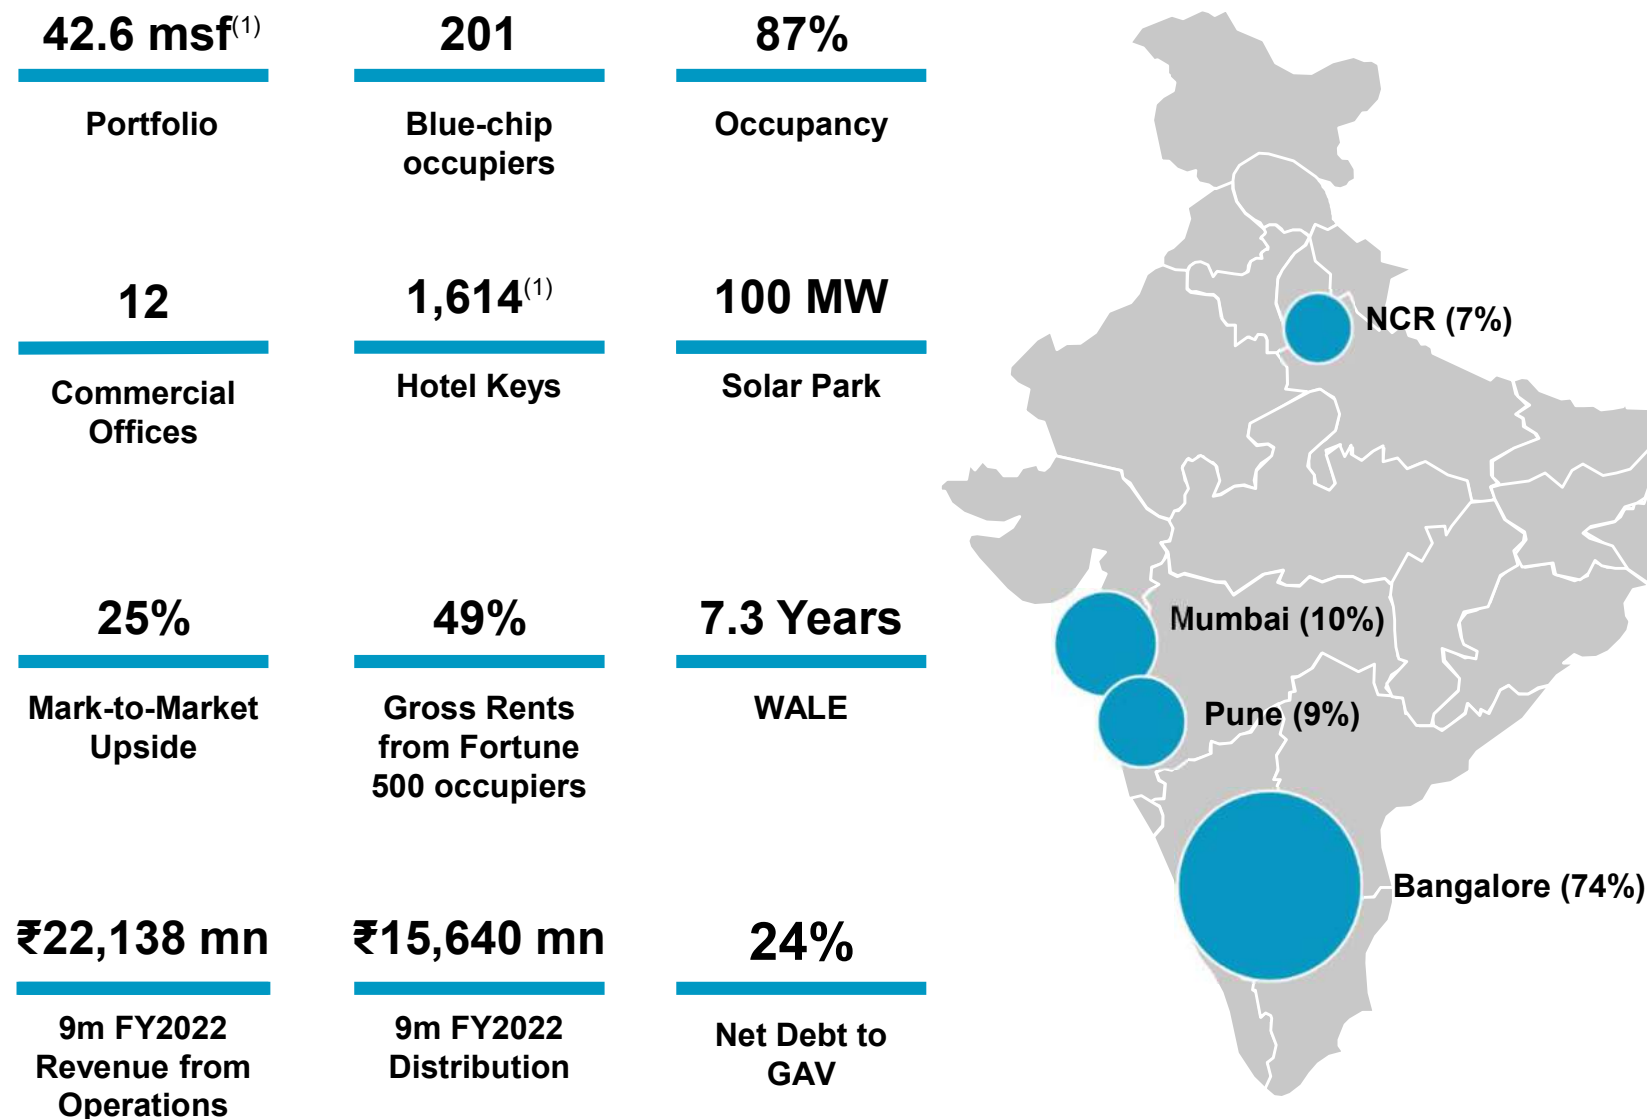 42.6 msf(1)
Portfolio
201
Blue-chip
occupiers
87%
Occupancy
12
Commercial
Offices
1,614(1)
Hotel Keys
100 MW
Solar Park
25%
Mark-to-Market
Upside
49%
Gross Rents
from Fortune
500 occupiers
7.3 Years
WALE
₹22,138 mn
9m FY2022
Revenue from
Operations
₹15,640 mn
9m FY2022
Distribution
24%
Net Debt to
GAV
NCR (7%)
Mumbai (10%)
Pune (9%)
Bangalore (74%)